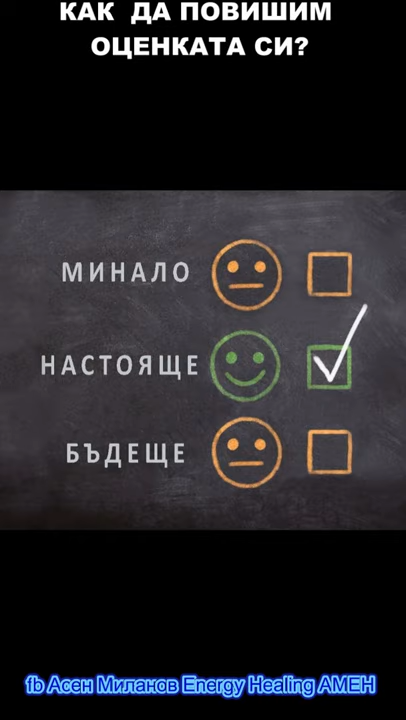 КАК ДА ПОВИШИМ
ОЦЕНКАТА СИ?
МИНАЛО
НАСТОЯЩЕ
БЪДЕЩЕ
fb Асен Миланов Energy Healing АМЕН